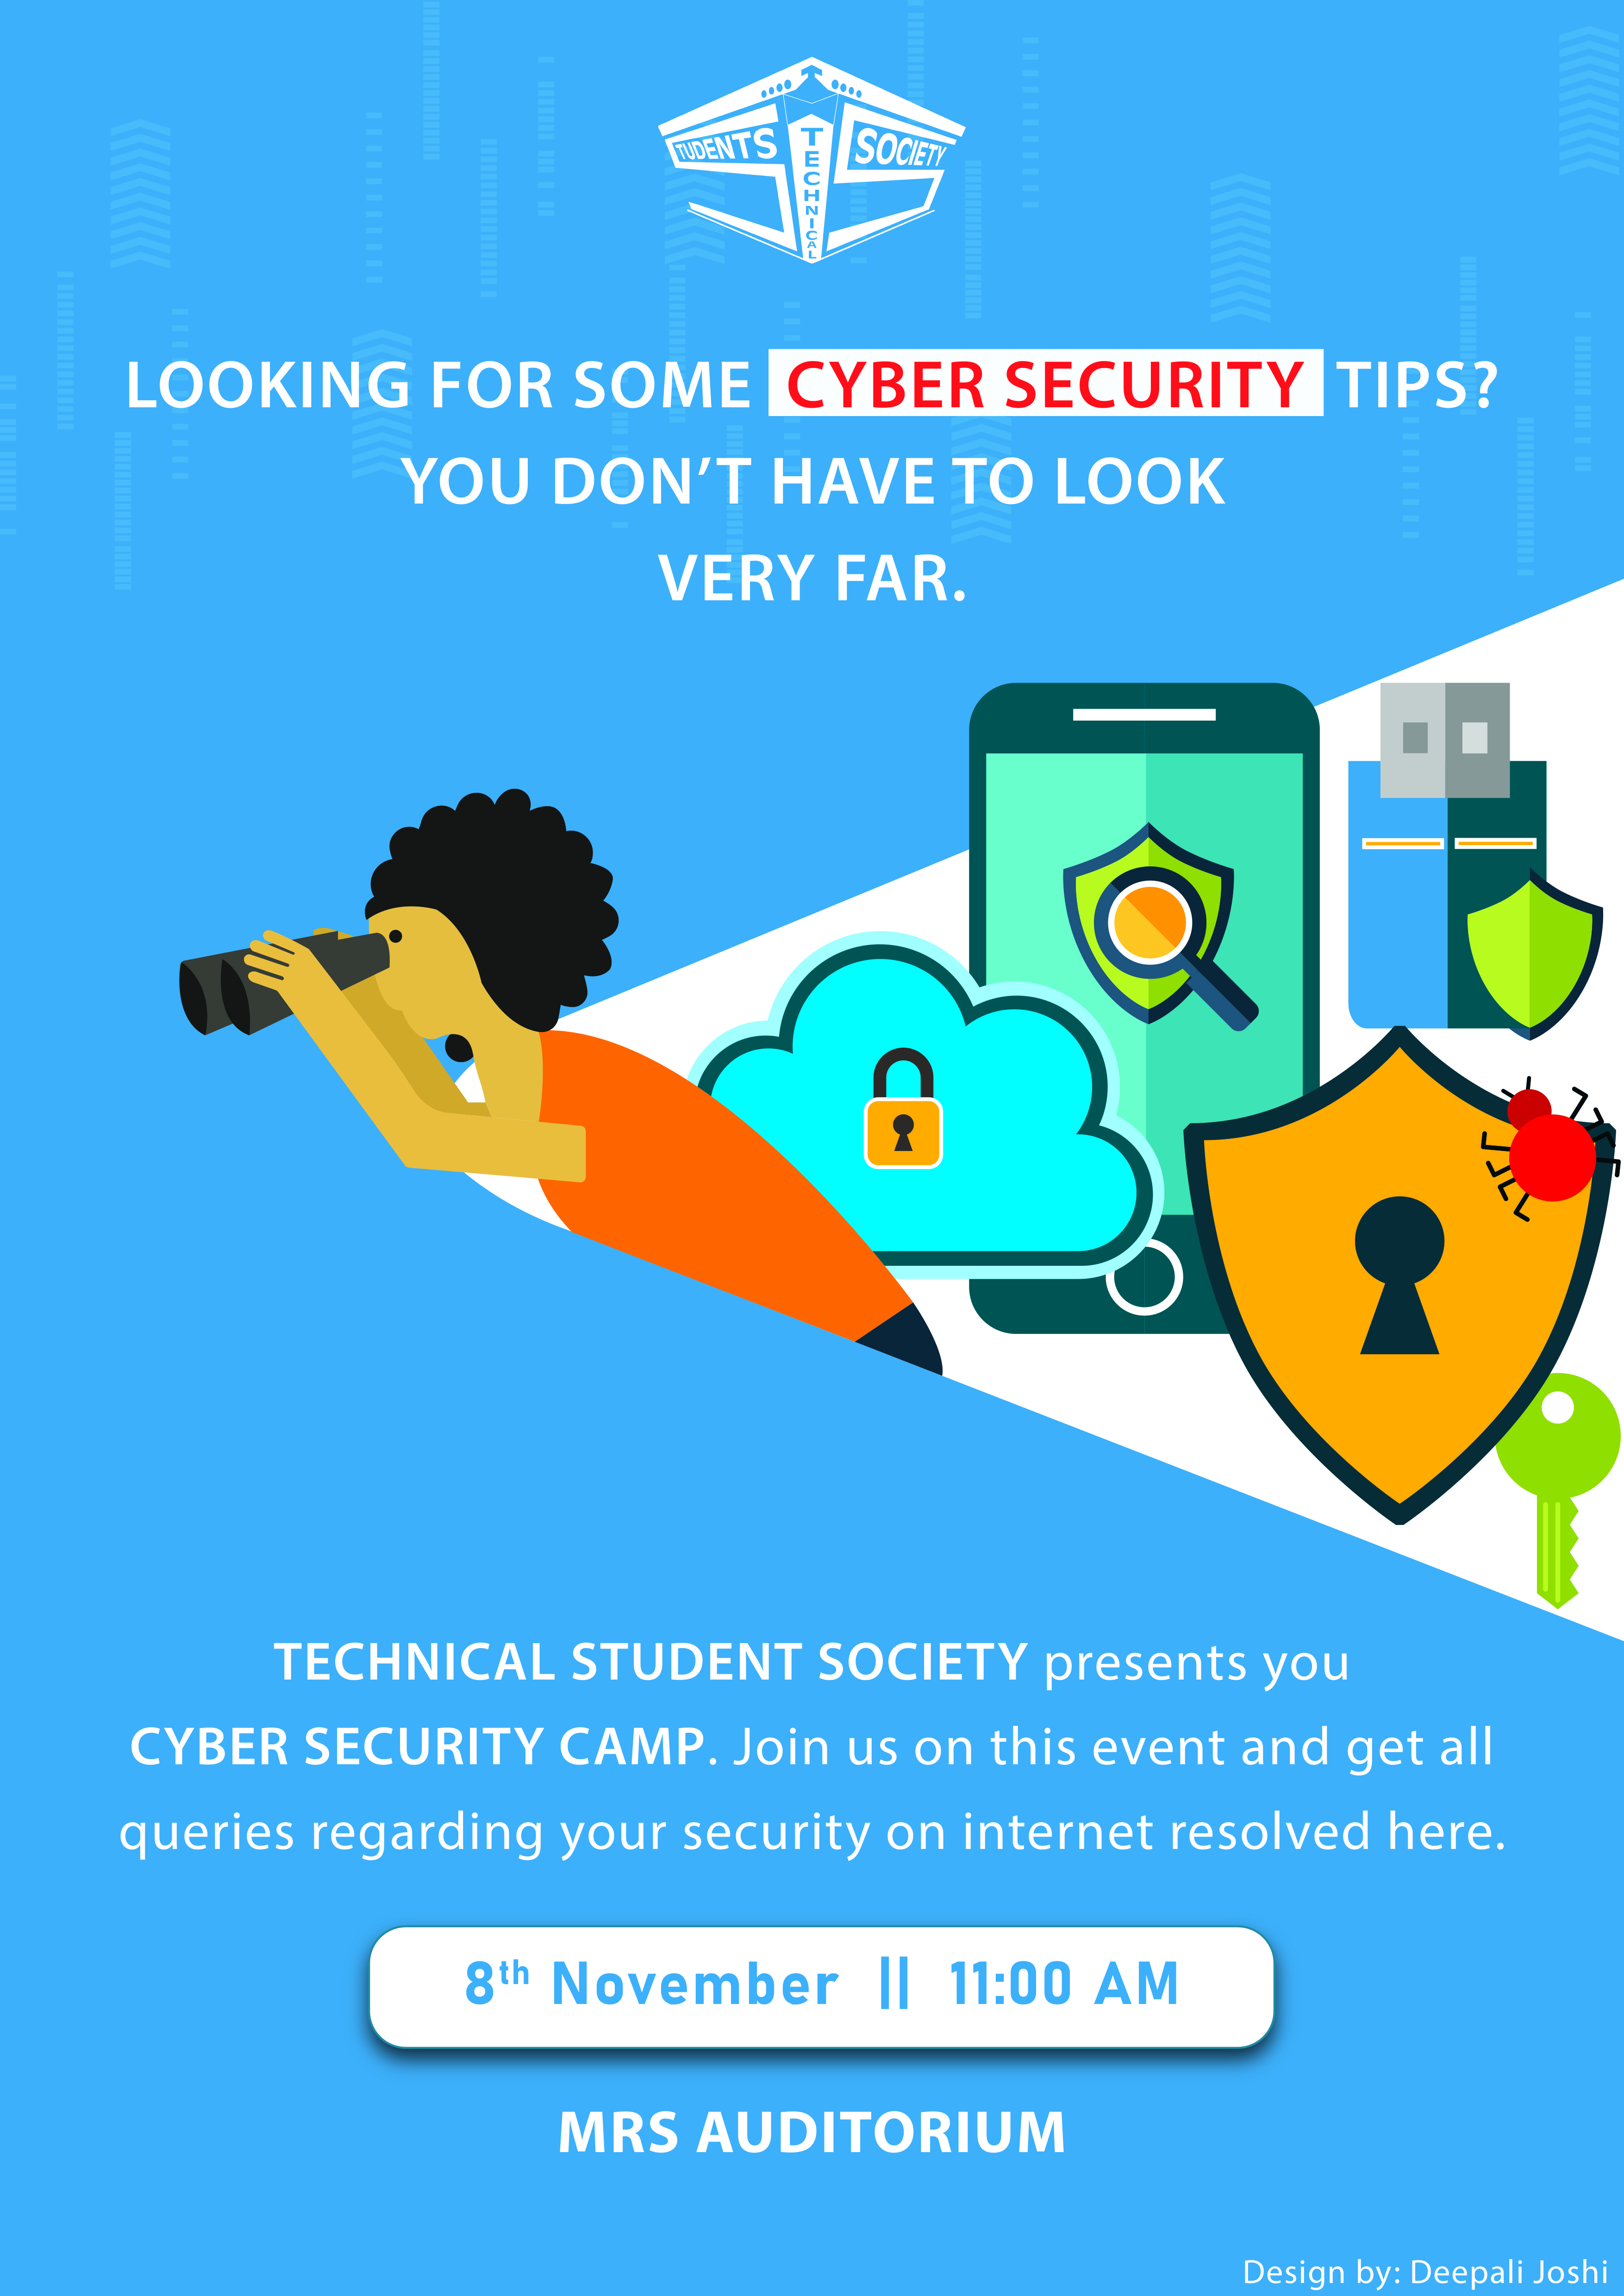 TUDENTS
TECHNICAL
SOCIETY
LOOKING FOR SOME CYBER SECURITY TIPS?
YOU DON’T HAVE TO LOOK
VERY FAR.
TECHNICAL STUDENT SOCIETY presents you
CYBER SECURITY CAMP. Join us on this event and get all
queries regarding your security on internet resolved here.
8th November || 11:00 AM
MRS AUDITORIUM
Design by: Deepali Joshi